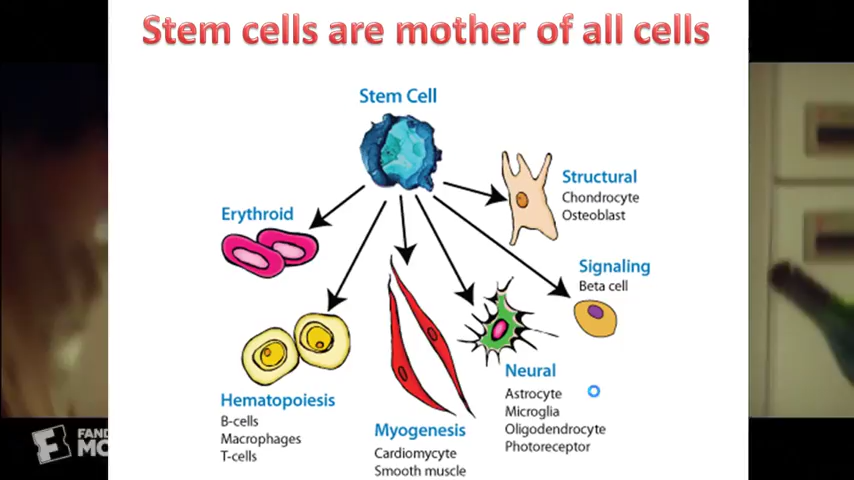 Stem cells are mother of all cells
Stem Cell
Structural
Chondrocyte
Osteoblast
Erythroid
Signaling
Beta cell
Neural
Astrocyte
Microglia
Oligodendrocyte
Photoreceptor
Hematopoiesis
B-cells
Macrophages
T-cells
Myogenesis
Cardiomycyte
Smooth muscle